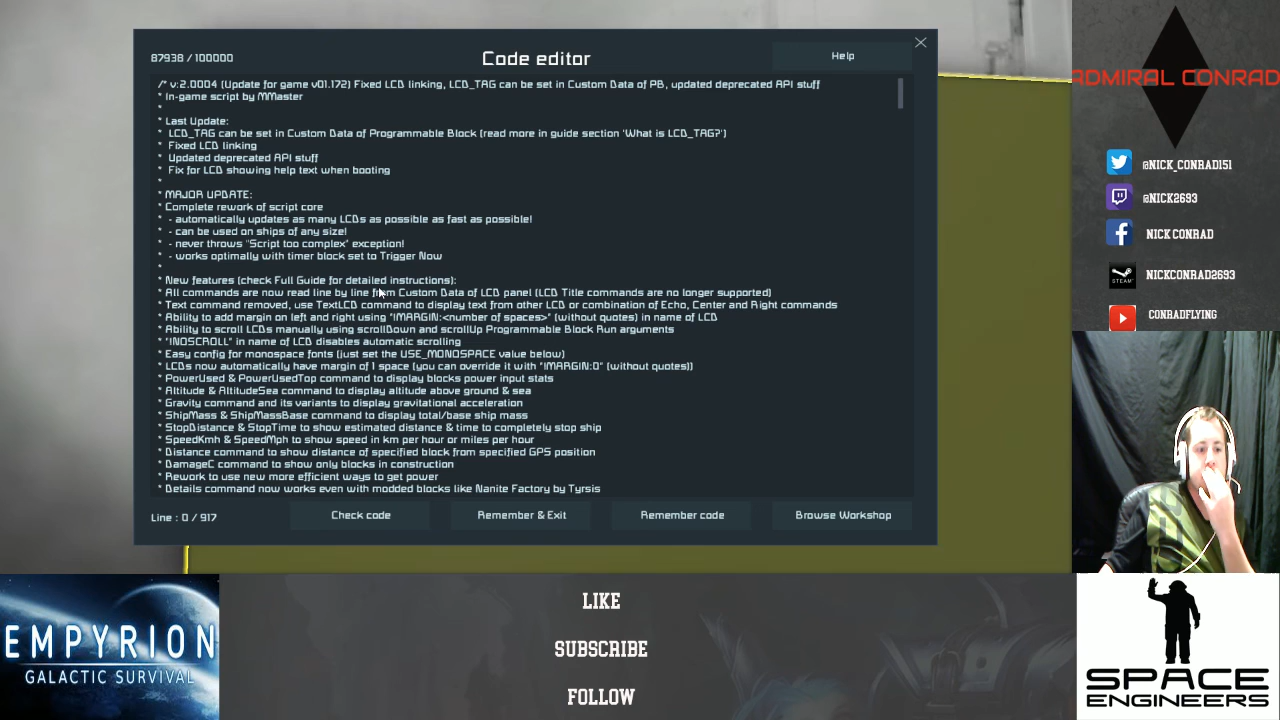 87938 / 100000
Code editor
Help
/* v:2.0004 (Update for game v01.172) Fixed LCD linking, LCD_TAG can be set in Custom Data of PB, updated deprecated API stuff
* In-game script by MMaster
*
* Last Update:
*  LCD_TAG can be set in Custom Data of Programmable Block (read more in guide section 'What is LCD_TAG?')
*  Fixed LCD linking
*  Updated deprecated API stuff
*  Fix for LCD showing help text when booting
*
* MAJOR UPDATE:
* Complete rework of script core
*  - automatically updates as many LCDs as possible as fast as possible!
*  - can be used on ships of any size!
*  - never throws "Script too complex" exception!
*  - works optimally with timer block set to Trigger Now
*
* New features (check Full Guide for detailed instructions):
* All commands are now read line by line from Custom Data of LCD panel (LCD Title commands are no longer supported)
* Text command removed, use TextLCD command to display text from other LCD or combination of Echo, Center and Right commands
* Ability to add margin on left and right using "!MARGIN:<number of spaces>" (without quotes) in name of LCD
* Ability to scroll LCDs manually using scrollDown and scrollUp Programmable Block Run arguments
* "!NOSCROLL" in name of LCD disables automatic scrolling
* Easy config for monospace fonts (just set the USE_MONOSPACE value below)
* LCDs now automatically have margin of 1 space (you can override it with "!MARGIN:0" (without quotes))
* PowerUsed & PowerUsedTop command to display blocks power input stats
* Altitude & AltitudeSea command to display altitude above ground & sea
* Gravity command and its variants to display gravitational acceleration
* ShipMass & ShipMassBase command to display total/base ship mass
* StopDistance & StopTime to show estimated distance & time to completely stop ship
* SpeedKmh & SpeedMph to show speed in km per hour or miles per hour
* Distance command to show distance of specified block from specified GPS position
* DamageC command to show only blocks in construction
* Rework to use new more efficient ways to get power
* Details command now works even with modded blocks like Nanite Factory by Tyrsis
Line : 0 / 917
Check code
Remember & Exit
Remember code
Browse Workshop
ADMIRAL CONRAD
@NICK_CONRAD151
@NICK2693
NICK CONRAD
STEAM
NICKCONRAD2693
CONRADFLYING
EMPYRION
GALACTIC SURVIVAL
LIKE
SUBSCRIBE
FOLLOW
SPACE
ENGINEERS